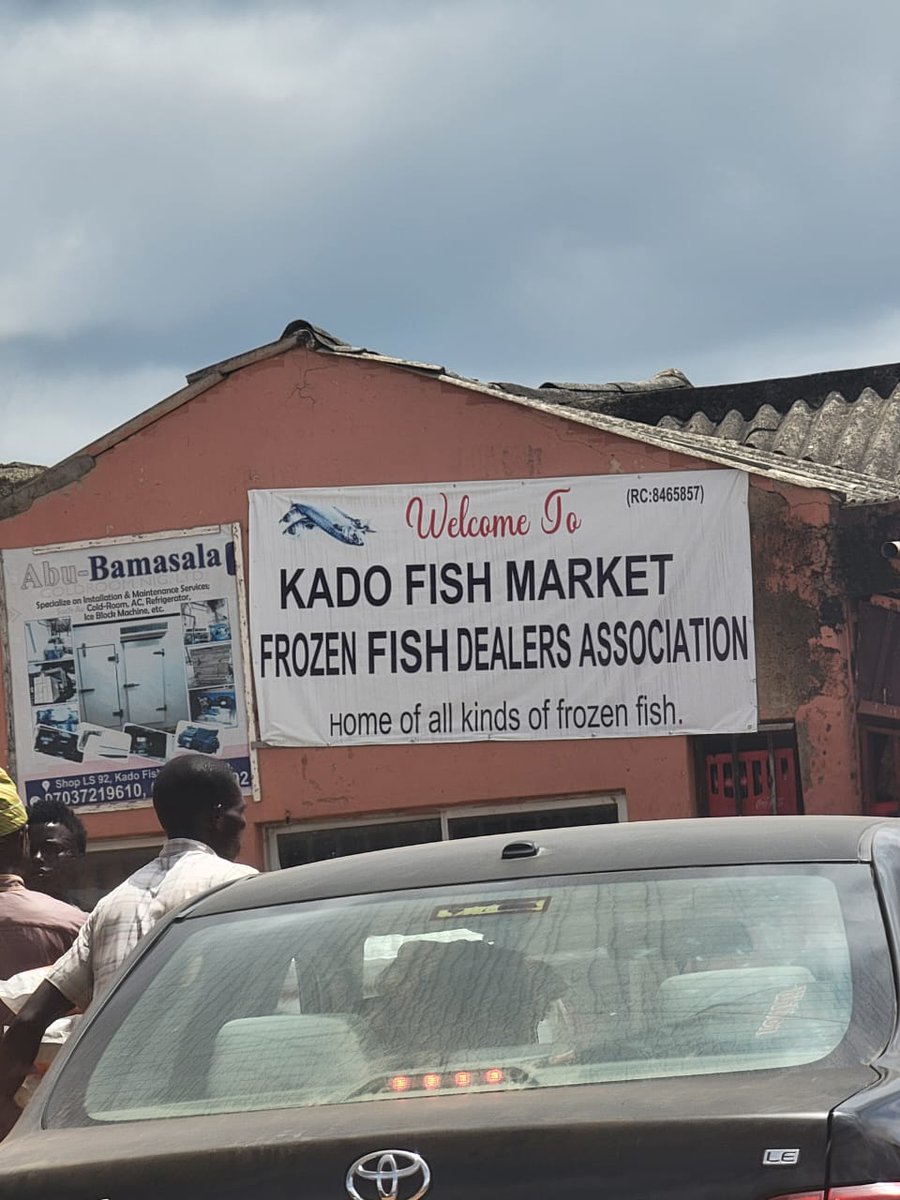 Abu-Bamasala
Specialize on Installation & Maintenance Services;
Cold-Room, AC, Refrigerator,
Ice Block Machine, etc.
Shop LS 92, Kado
07037219610,
Welcome To
(RC:8465857)
KADO FISH MARKET
FROZEN FISH DEALERS ASSOCIATION
Home of all kinds of frozen fish.
LE